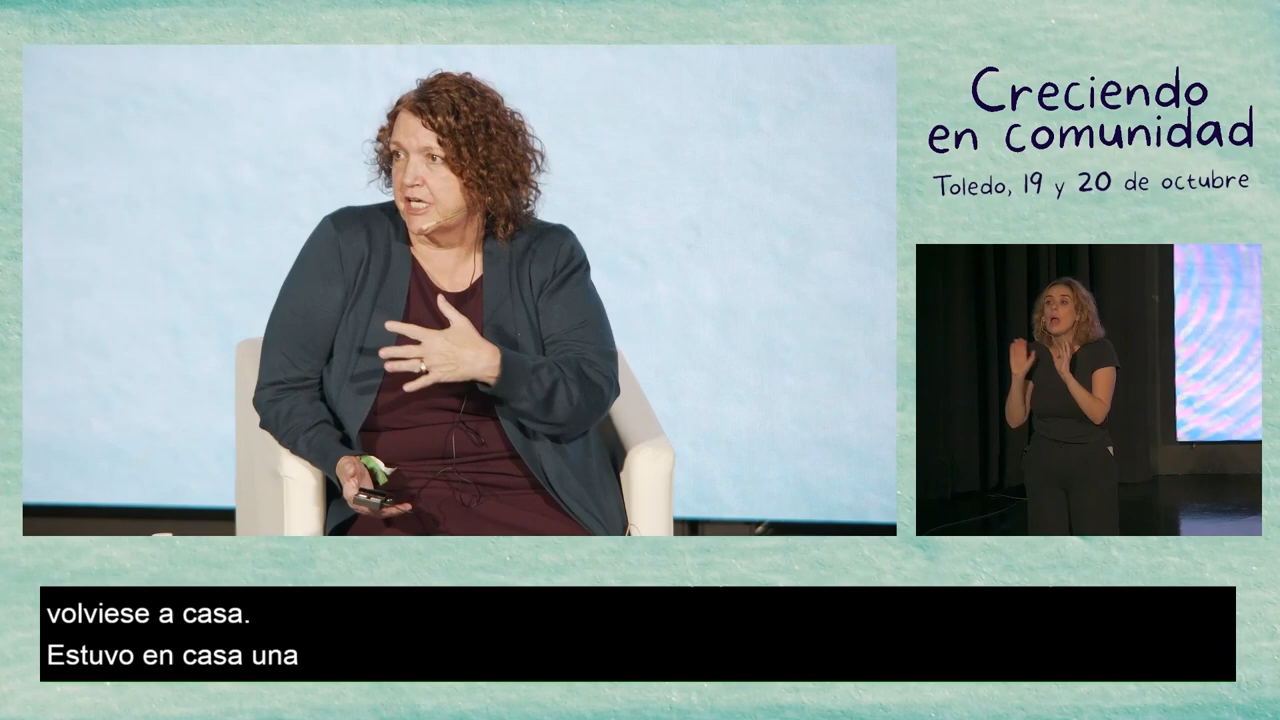 Creciendo
en comunidad
Toledo, 19 y 20 de octubre
volviese a casa.
Estuvo en casa una